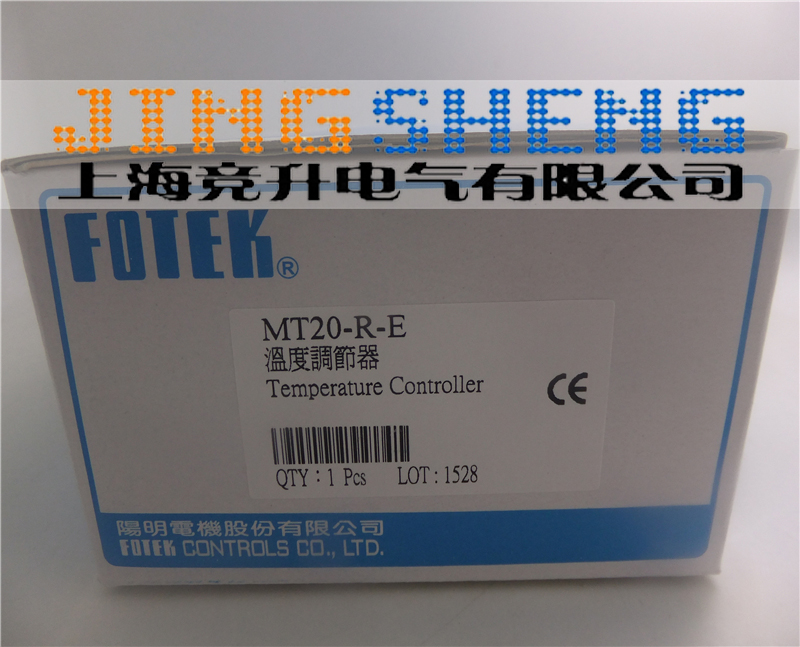 JINGSHENG
上海竞升电气有限公司
FOTEK®
MT20-R-E
溫度調節器
Temperature Controller
CE
QTY：1 Pcs LOT：1528
陽明電機股份有限公司
FOTEK CONTROLS CO., LTD.